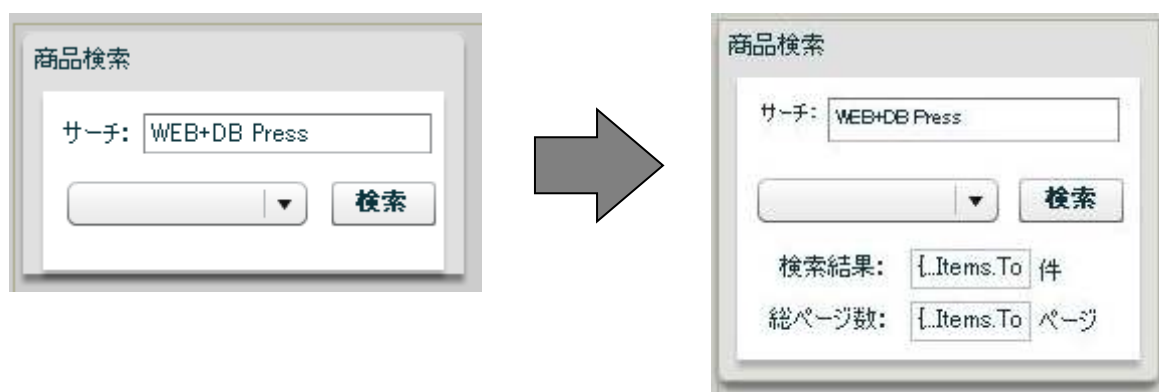 商品検索
サーチ: WEB+DB Press
検索
商品検索
サーチ: WEB+DB Press
検索
検索結果: {..Items.To 件
総ページ数: {..Items.To ページ